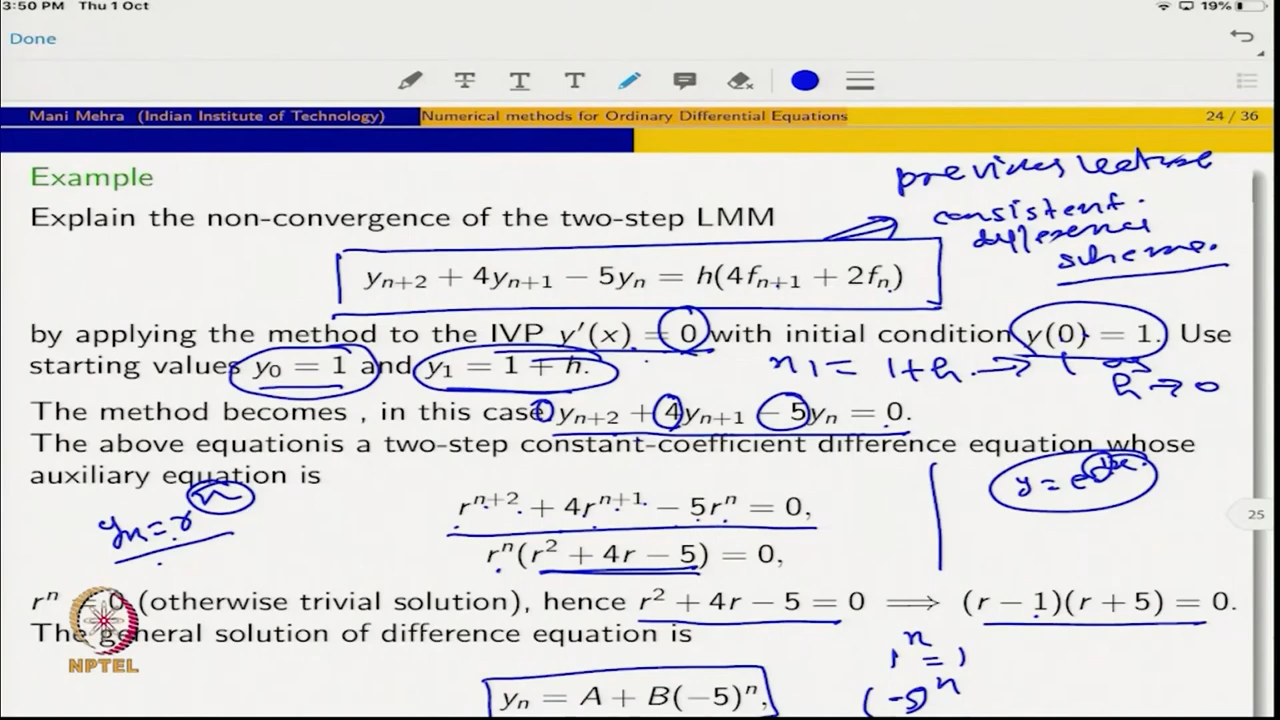 3:50 PM Thu 1 Oct
19%
Done
Mani Mehra (Indian Institute of Technology) Numerical methods for Ordinary Differential Equations 24 / 36
previous lecture
Example
consistent.
Explain the non-convergence of the two-step LMM
difference
scheme.
yₙ₊₂ + 4yₙ₊₁ − 5yₙ = h(4fₙ₊₁ + 2fₙ)
by applying the method to the IVP y′(x) = 0 with initial condition y(0) = 1. Use
starting values y₀ = 1 and y₁ = 1 + h.
= 1+h → 1 as
h → 0
The method becomes , in this case yₙ₊₂ + 4yₙ₊₁ − 5yₙ = 0.
The above equationis a two-step constant-coefficient difference equation whose
auxiliary equation is
yₙ = rⁿ
rⁿ⁺² + 4rⁿ⁺¹ − 5rⁿ = 0,
25
rⁿ(r² + 4r − 5) = 0,
rⁿ = 0 (otherwise trivial solution), hence r² + 4r − 5 = 0 ⟹ (r − 1)(r + 5) = 0.
The general solution of difference equation is
1ⁿ = 1
NPTEL
yₙ = A + B(−5)ⁿ,
(−5)ⁿ